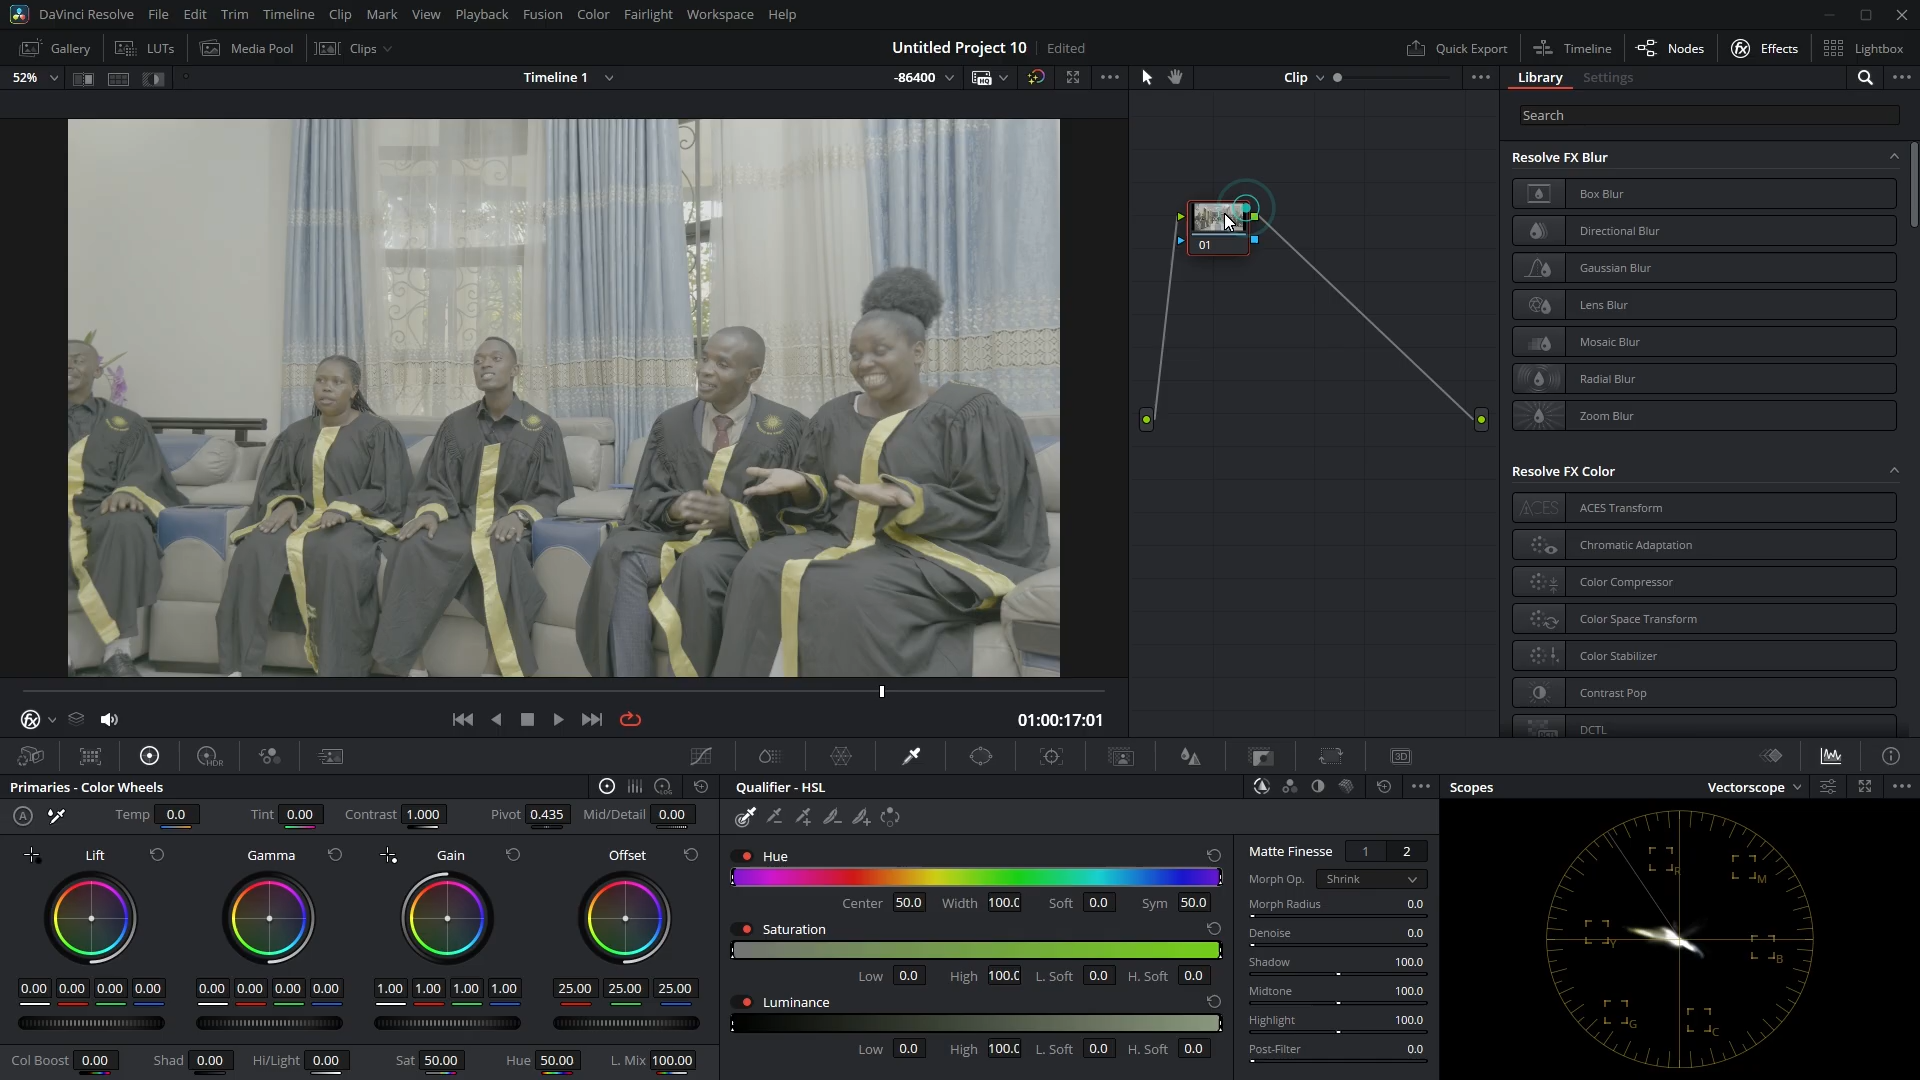 DaVinci Resolve File Edit Trim Timeline Clip Mark View Playback Fusion Color Fairlight Workspace Help
Gallery LUTs Media Pool Clips Untitled Project 10 Edited Quick Export Timeline Nodes Effects Lightbox
52% Timeline 1 -86400 HQ Clip Library Settings
Search
Resolve FX Blur
Box Blur
Directional Blur
Gaussian Blur
Lens Blur
Mosaic Blur
Radial Blur
Zoom Blur
Resolve FX Color
ACES Transform
Chromatic Adaptation
Color Compressor
Color Space Transform
Color Stabilizer
Contrast Pop
DCTL
01
01:00:17:01
HDR
3D
Primaries - Color Wheels
A Temp 0.0 Tint 0.00 Contrast 1.000 Pivot 0.435 Mid/Detail 0.00
Lift Gamma Gain Offset
0.00 0.00 0.00 0.00 0.00 0.00 0.00 0.00 1.00 1.00 1.00 1.00 25.00 25.00 25.00
Col Boost 0.00 Shad 0.00 Hi/Light 0.00 Sat 50.00 Hue 50.00 L. Mix 100.00
Qualifier - HSL
Hue
Center 50.0 Width 100.0 Soft 0.0 Sym 50.0
Saturation
Low 0.0 High 100.0 L. Soft 0.0 H. Soft 0.0
Luminance
Low 0.0 High 100.0 L. Soft 0.0 H. Soft 0.0
Matte Finesse 1 2
Morph Op. Shrink
Morph Radius 0.0
Denoise 0.0
Shadow 100.0
Midtone 100.0
Highlight 100.0
Post-Filter 0.0
Scopes Vectorscope
R M
Y B
G C